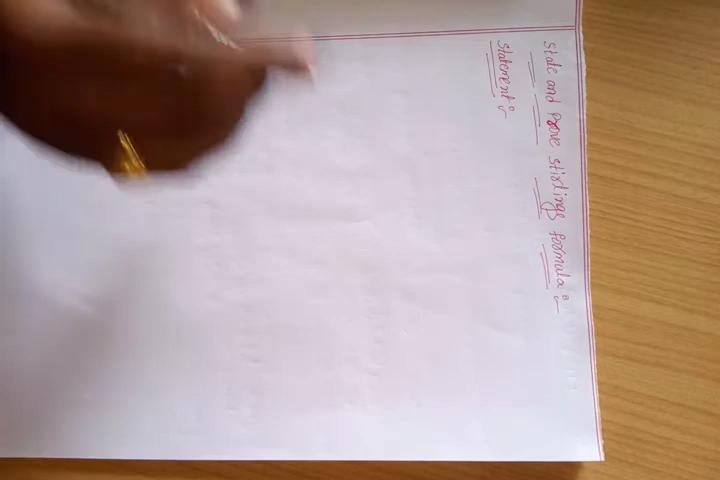 State and Prove stirlings formula :-
Statement :-